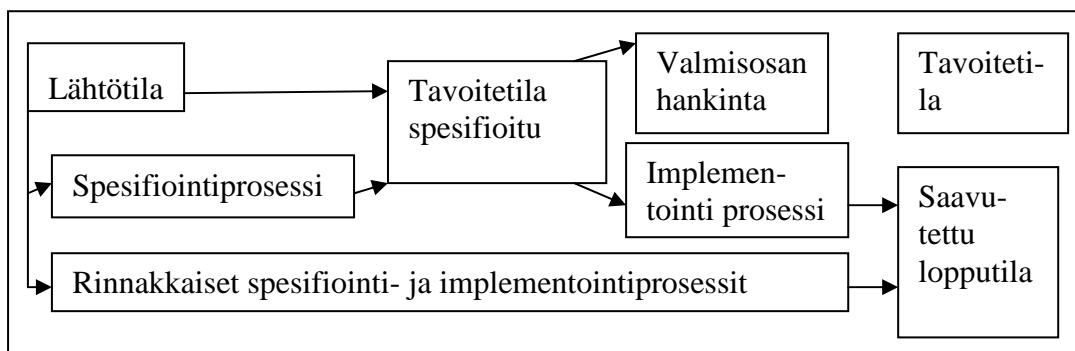 Lähtötila
Tavoitetila
spesifioitu
Valmisosan
hankinta
Tavoiteti-
la
Spesifiointiprosessi
Implemen-
tointi prosessi
Saavu-
tettu
lopputila
Rinnakkaiset spesifiointi- ja implementointiprosessit